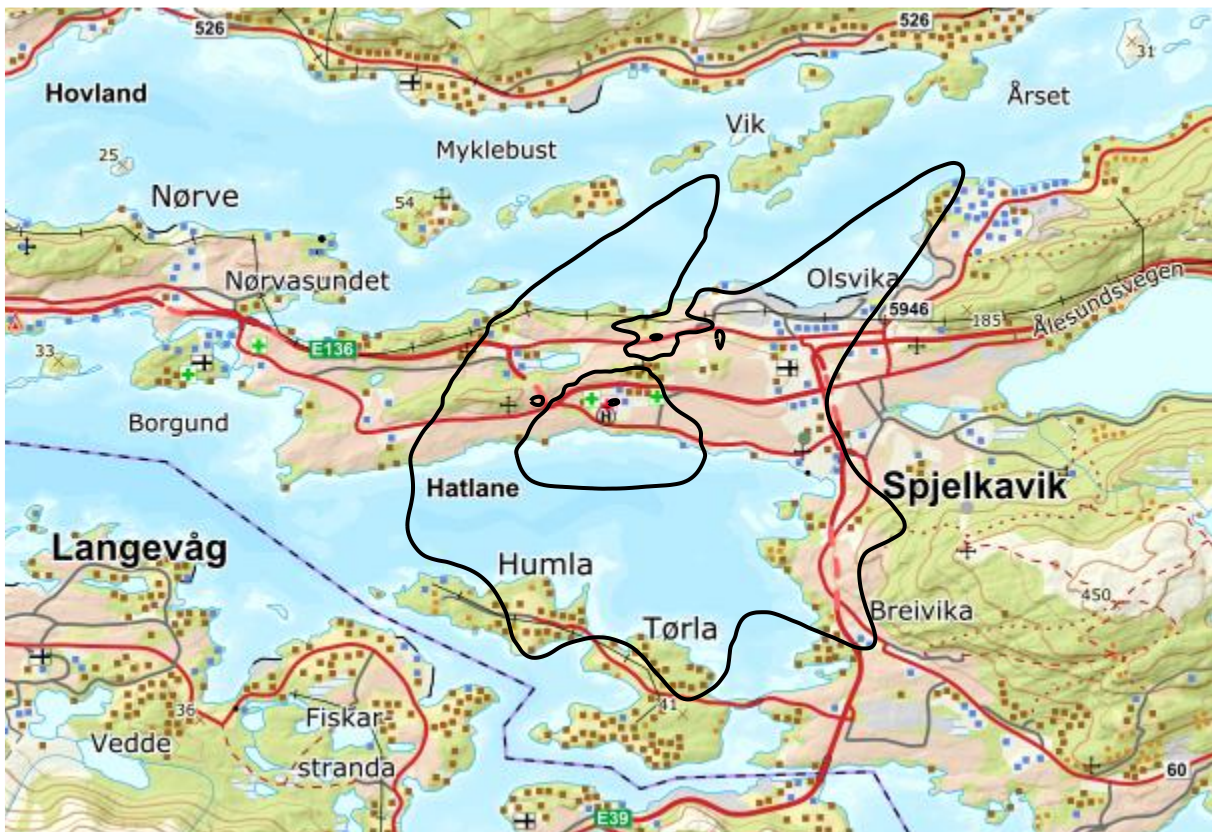 526
526
31
Hovland
Årset
Vik
Myklebust
25
Nørve
54
Nørvasundet
Olsvika
Ålesundsvegen
5946
185
E136
33
H
Borgund
Hatlane
Spjelkavik
Langevåg
Humla
450
Breivika
Tørla
36
41
Fiskar-
stranda
Vedde
60
E39